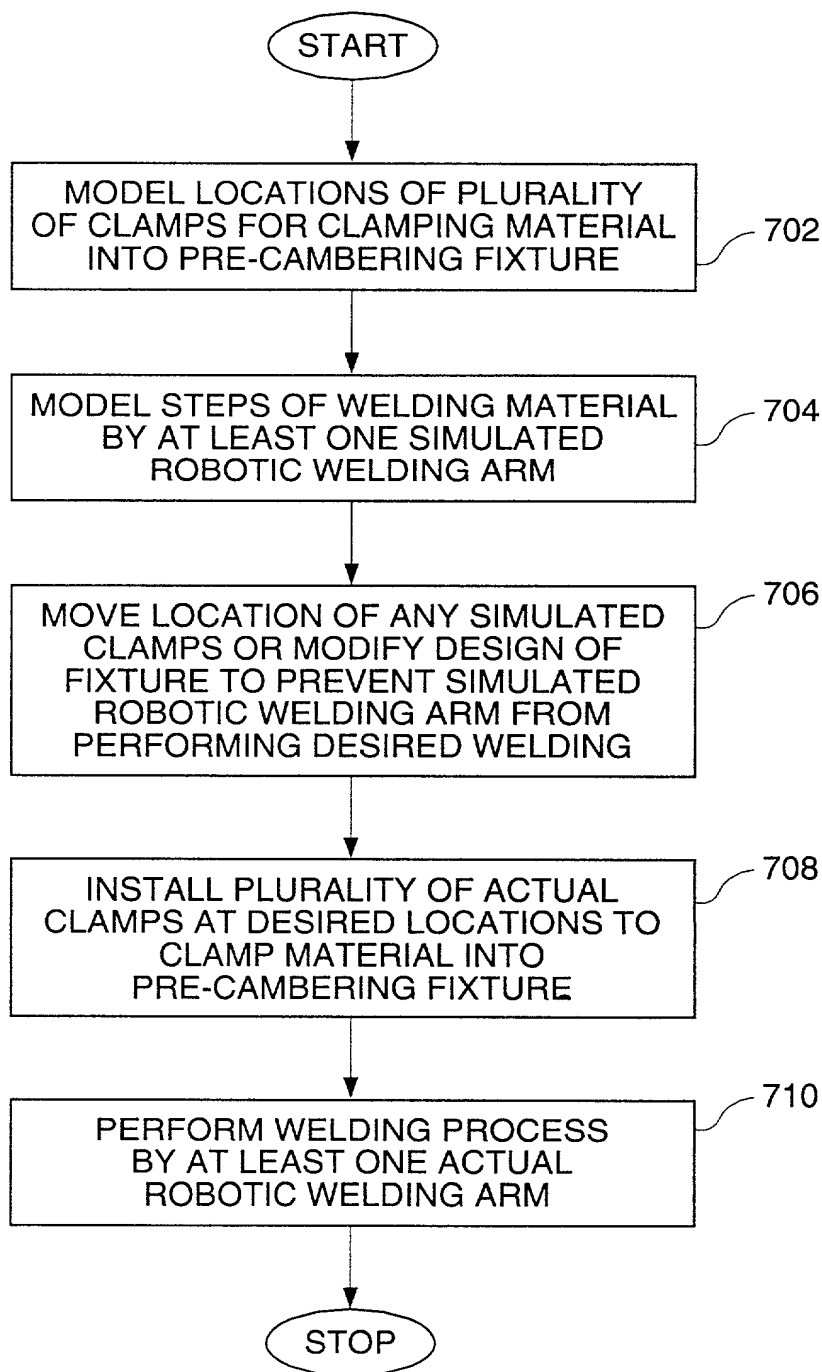 START
MODEL LOCATIONS OF PLURALITY
OF CLAMPS FOR CLAMPING MATERIAL
INTO PRE-CAMBERING FIXTURE
702
MODEL STEPS OF WELDING MATERIAL
BY AT LEAST ONE SIMULATED
ROBOTIC WELDING ARM
704
MOVE LOCATION OF ANY SIMULATED
CLAMPS OR MODIFY DESIGN OF
FIXTURE TO PREVENT SIMULATED
ROBOTIC WELDING ARM FROM
PERFORMING DESIRED WELDING
706
INSTALL PLURALITY OF ACTUAL
CLAMPS AT DESIRED LOCATIONS TO
CLAMP MATERIAL INTO
PRE-CAMBERING FIXTURE
708
PERFORM WELDING PROCESS
BY AT LEAST ONE ACTUAL
ROBOTIC WELDING ARM
710
STOP